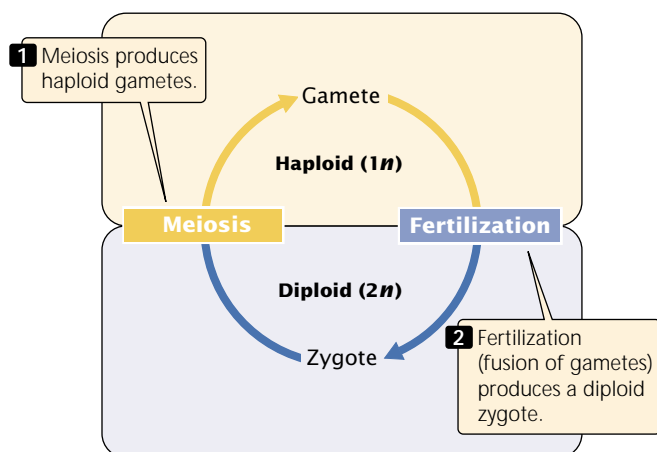 1 Meiosis produces
haploid gametes.
Gamete
Haploid (1n)
Meiosis
Fertilization
Diploid (2n)
Zygote
2 Fertilization
(fusion of gametes)
produces a diploid
zygote.